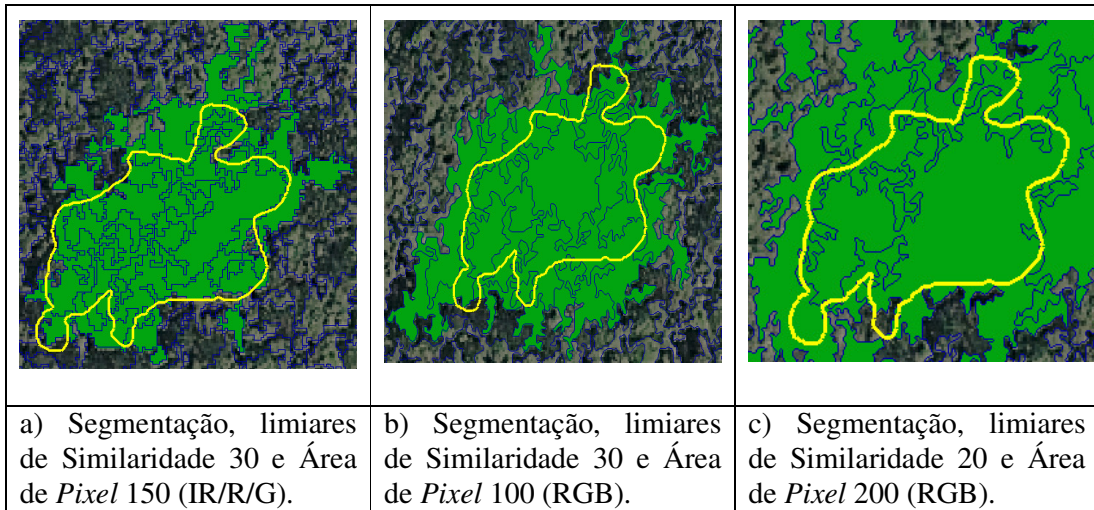 a) Segmentação, limiares
de Similaridade 30 e Área
de Pixel 150 (IR/R/G).
b) Segmentação, limiares
de Similaridade 30 e Área
de Pixel 100 (RGB).
c) Segmentação, limiares
de Similaridade 20 e Área
de Pixel 200 (RGB).